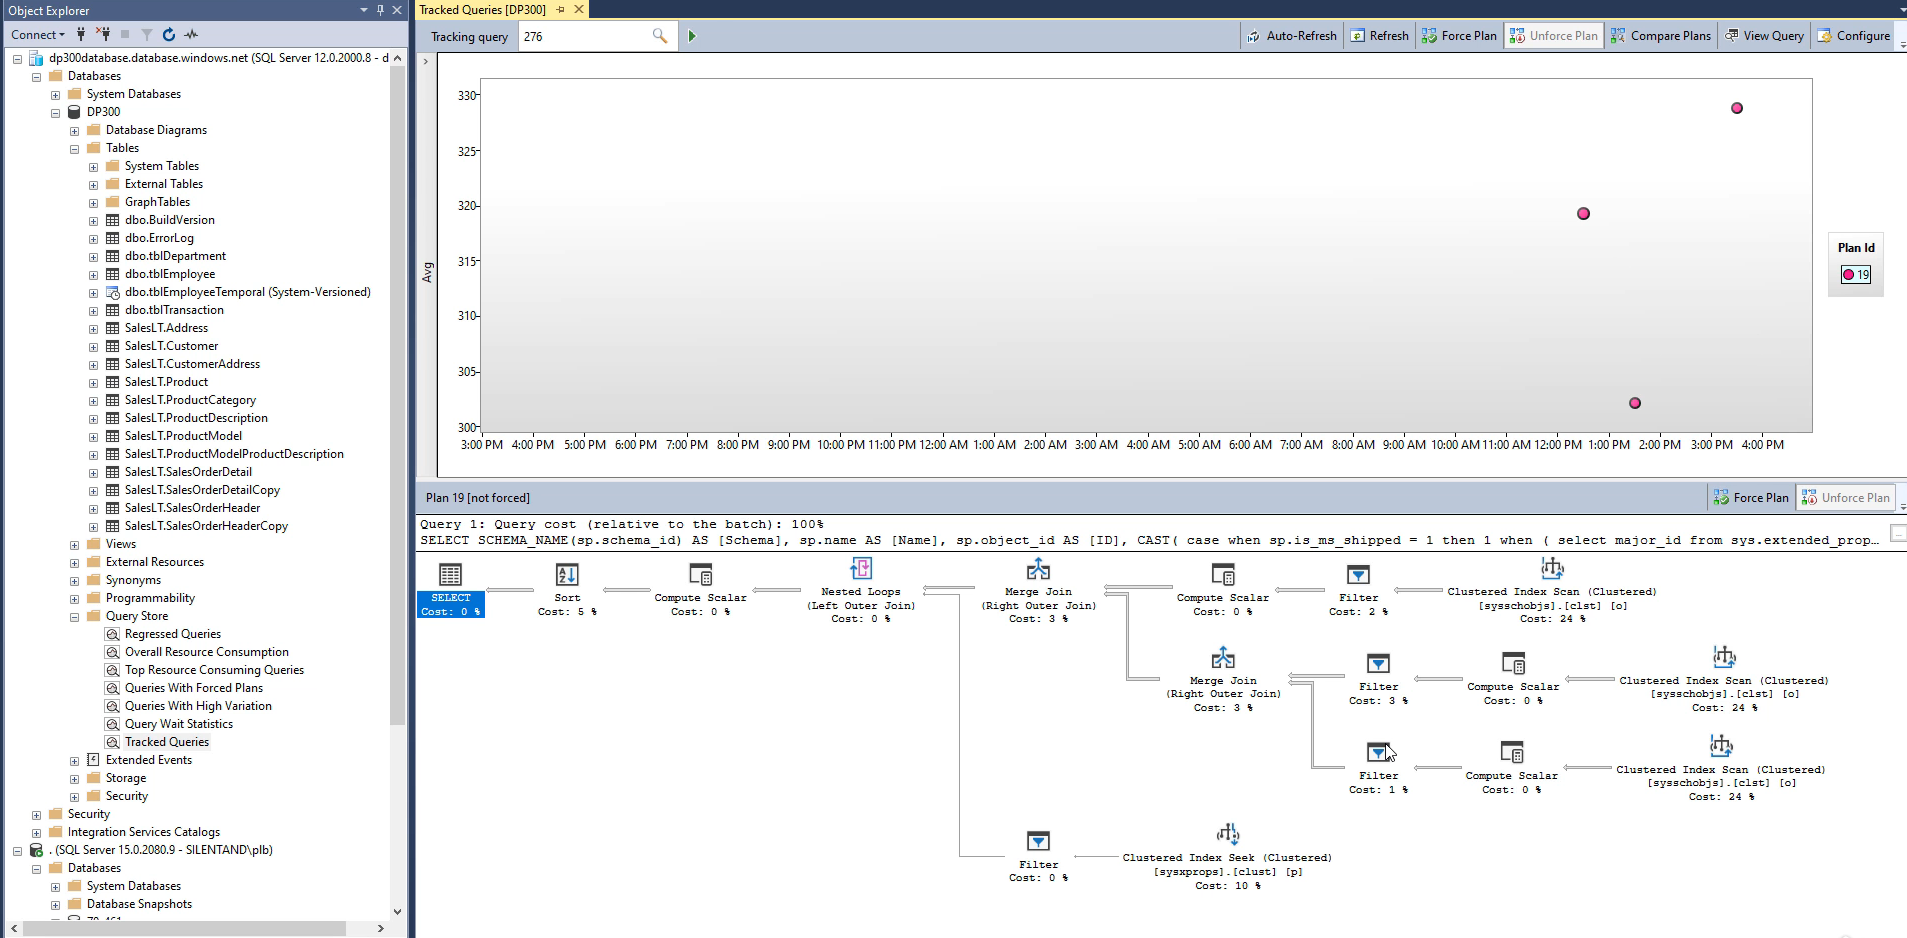 Object Explorer
Connect
dp300database.database.windows.net (SQL Server 12.0.2000.8 - d
Databases
System Databases
DP300
Database Diagrams
Tables
System Tables
External Tables
GraphTables
dbo.BuildVersion
dbo.ErrorLog
dbo.tblDepartment
dbo.tblEmployee
dbo.tblEmployeeTemporal (System-Versioned)
dbo.tblTransaction
SalesLT.Address
SalesLT.Customer
SalesLT.CustomerAddress
SalesLT.Product
SalesLT.ProductCategory
SalesLT.ProductDescription
SalesLT.ProductModel
SalesLT.ProductModelProductDescription
SalesLT.SalesOrderDetail
SalesLT.SalesOrderDetailCopy
SalesLT.SalesOrderHeader
SalesLT.SalesOrderHeaderCopy
Views
External Resources
Synonyms
Programmability
Query Store
Regressed Queries
Overall Resource Consumption
Top Resource Consuming Queries
Queries With Forced Plans
Queries With High Variation
Query Wait Statistics
Tracked Queries
Extended Events
Storage
Security
Security
Integration Services Catalogs
. (SQL Server 15.0.2080.9 - SILENTAND\plb)
Databases
System Databases
Database Snapshots
Tracked Queries [DP300]
Tracking query 276
Auto-Refresh Refresh Force Plan Unforce Plan Compare Plans View Query Configure
330
325
320
315
310
305
300
Avg
3:00 PM 4:00 PM 5:00 PM 6:00 PM 7:00 PM 8:00 PM 9:00 PM 10:00 PM 11:00 PM 12:00 AM 1:00 AM 2:00 AM 3:00 AM 4:00 AM 5:00 AM 6:00 AM 7:00 AM 8:00 AM 9:00 AM 10:00 AM 11:00 AM 12:00 PM 1:00 PM 2:00 PM 3:00 PM 4:00 PM
Plan Id
19
Plan 19 [not forced]
Force Plan Unforce Plan
Query 1: Query cost (relative to the batch): 100%
SELECT SCHEMA_NAME(sp.schema_id) AS [Schema], sp.name AS [Name], sp.object_id AS [ID], CAST( case when sp.is_ms_shipped = 1 then 1 when ( select major_id from sys.extended_prop...
SELECT
Cost: 0 %
Sort
Cost: 5 %
Compute Scalar
Cost: 0 %
Nested Loops
(Left Outer Join)
Cost: 0 %
Merge Join
(Right Outer Join)
Cost: 3 %
Compute Scalar
Cost: 0 %
Filter
Cost: 2 %
Clustered Index Scan (Clustered)
[sysschobjs].[clst] [o]
Cost: 24 %
Merge Join
(Right Outer Join)
Cost: 3 %
Filter
Cost: 3 %
Compute Scalar
Cost: 0 %
Clustered Index Scan (Clustered)
[sysschobjs].[clst] [o]
Cost: 24 %
Filter
Cost: 1 %
Compute Scalar
Cost: 0 %
Clustered Index Scan (Clustered)
[sysschobjs].[clst] [o]
Cost: 24 %
Filter
Cost: 0 %
Clustered Index Seek (Clustered)
[sysxprops].[clust] [p]
Cost: 10 %